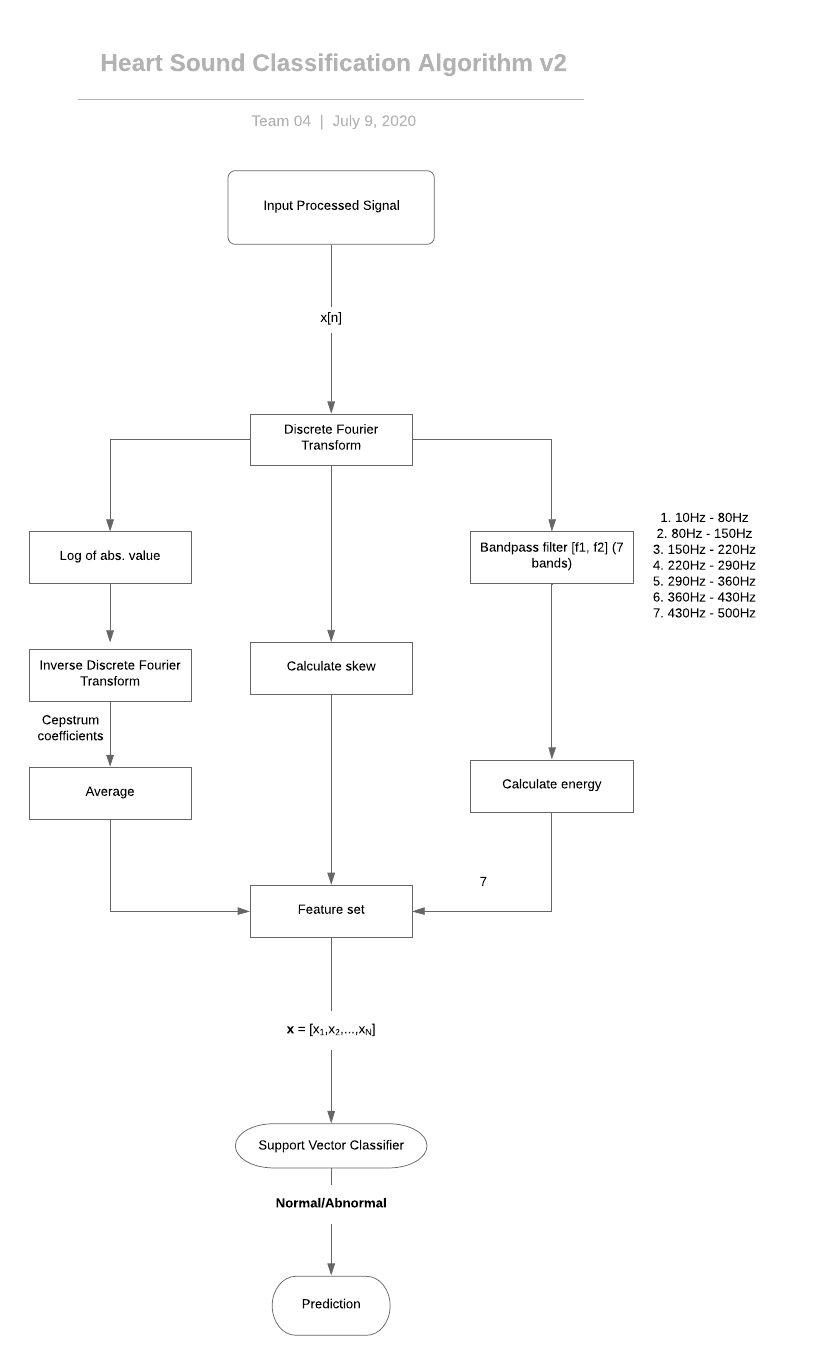 Heart Sound Classification Algorithm v2
Team 04 | July 9, 2020
Input Processed Signal
x[n]
Discrete Fourier
Transform
Log of abs. value
Bandpass filter [f1, f2] (7
bands)
1. 10Hz - 80Hz
2. 80Hz - 150Hz
3. 150Hz - 220Hz
4. 220Hz - 290Hz
5. 290Hz - 360Hz
6. 360Hz - 430Hz
7. 430Hz - 500Hz
Inverse Discrete Fourier
Transform
Calculate skew
Cepstrum
coefficients
Average
Calculate energy
7
Feature set
x = [x₁,x₂,...,x_N]
Support Vector Classifier
Normal/Abnormal
Prediction